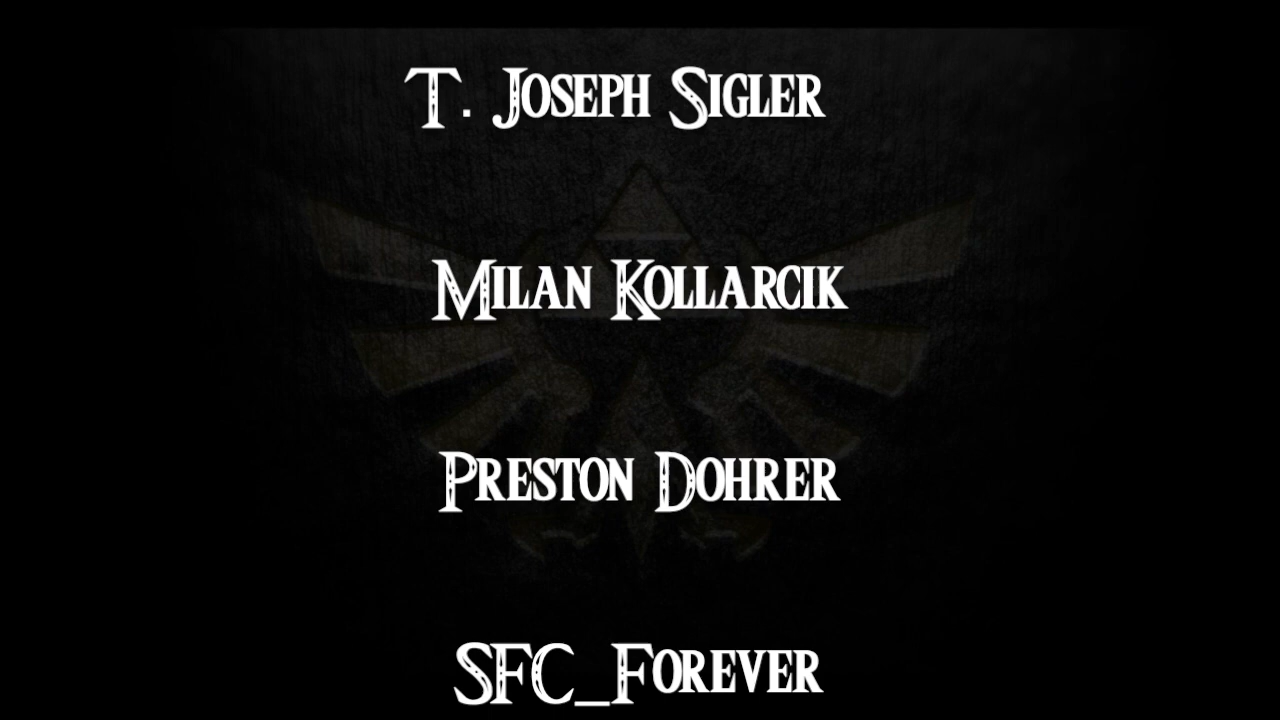 T. Joseph Sigler
Milan Kollarcik
Preston Dohrer
SFC_Forever